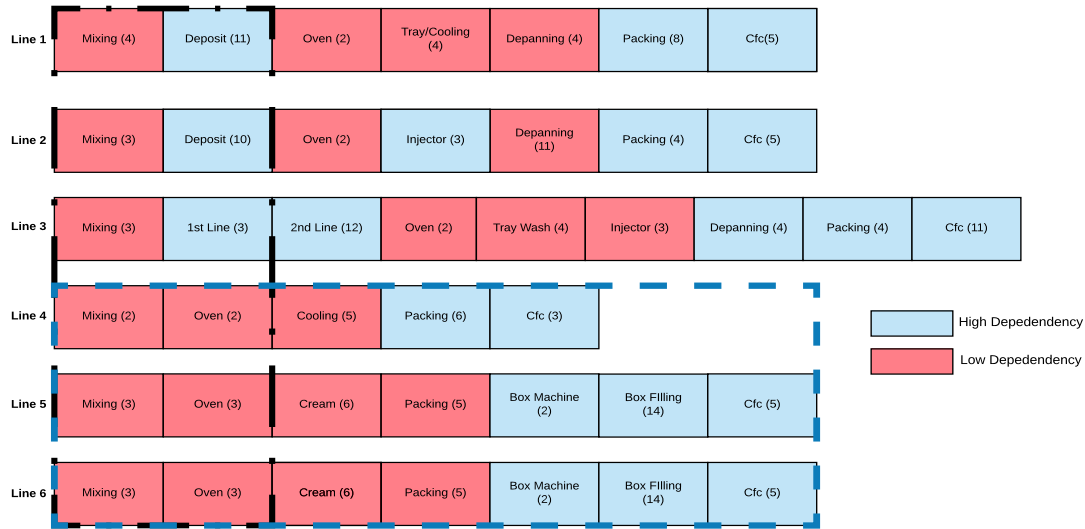 Line 1
Mixing (4)
Deposit (11)
Oven (2)
Tray/Cooling
(4)
Depanning (4)
Packing (8)
Cfc(5)
Line 2
Mixing (3)
Deposit (10)
Oven (2)
Injector (3)
Depanning
(11)
Packing (4)
Cfc (5)
Line 3
Mixing (3)
1st Line (3)
2nd Line (12)
Oven (2)
Tray Wash (4)
Injector (3)
Depanning (4)
Packing (4)
Cfc (11)
Line 4
Mixing (2)
Oven (2)
Cooling (5)
Packing (6)
Cfc (3)
High Depedendency
Low Depedendency
Line 5
Mixing (3)
Oven (3)
Cream (6)
Packing (5)
Box Machine
(2)
Box FIlling
(14)
Cfc (5)
Line 6
Mixing (3)
Oven (3)
Cream (6)
Packing (5)
Box Machine
(2)
Box FIlling
(14)
Cfc (5)